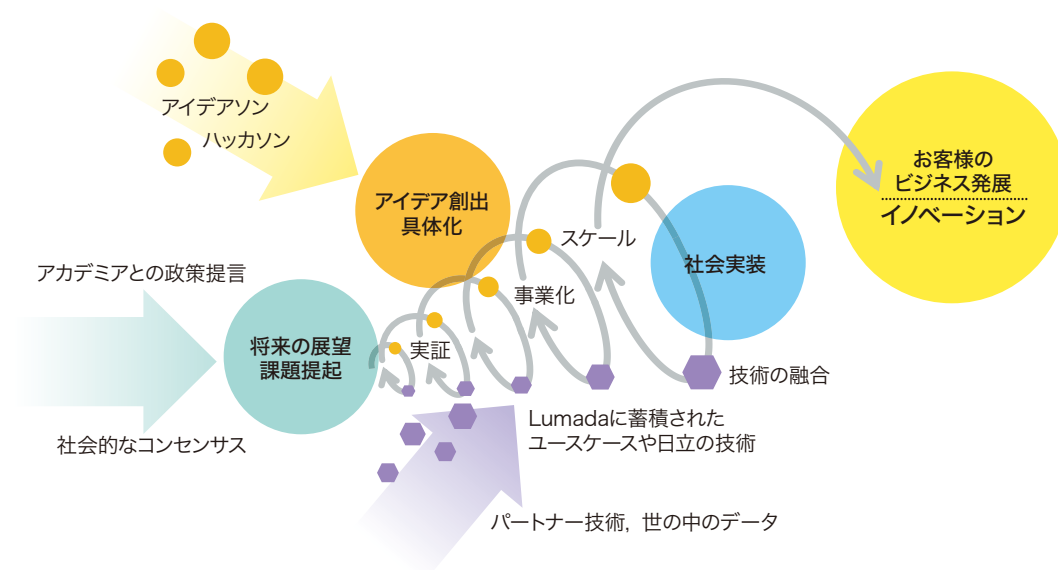 アイデアソン
ハッカソン
アイデア創出
具体化
お客様の
ビジネス発展
イノベーション
スケール
社会実装
アカデミアとの政策提言
事業化
将来の展望
課題提起
実証
技術の融合
社会的なコンセンサス
Lumadaに蓄積された
ユースケースや日立の技術
パートナー技術，世の中のデータ